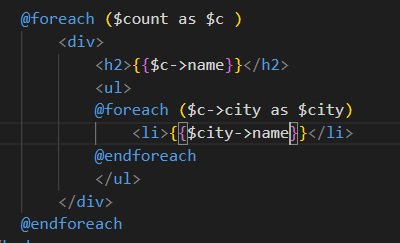 @foreach ($count as $c )
<div>
<h2>{{$c->name}}</h2>
<ul>
@foreach ($c->city as $city)
<li>{{$city->name}}</li>
@endforeach
</ul>
</div>
@endforeach